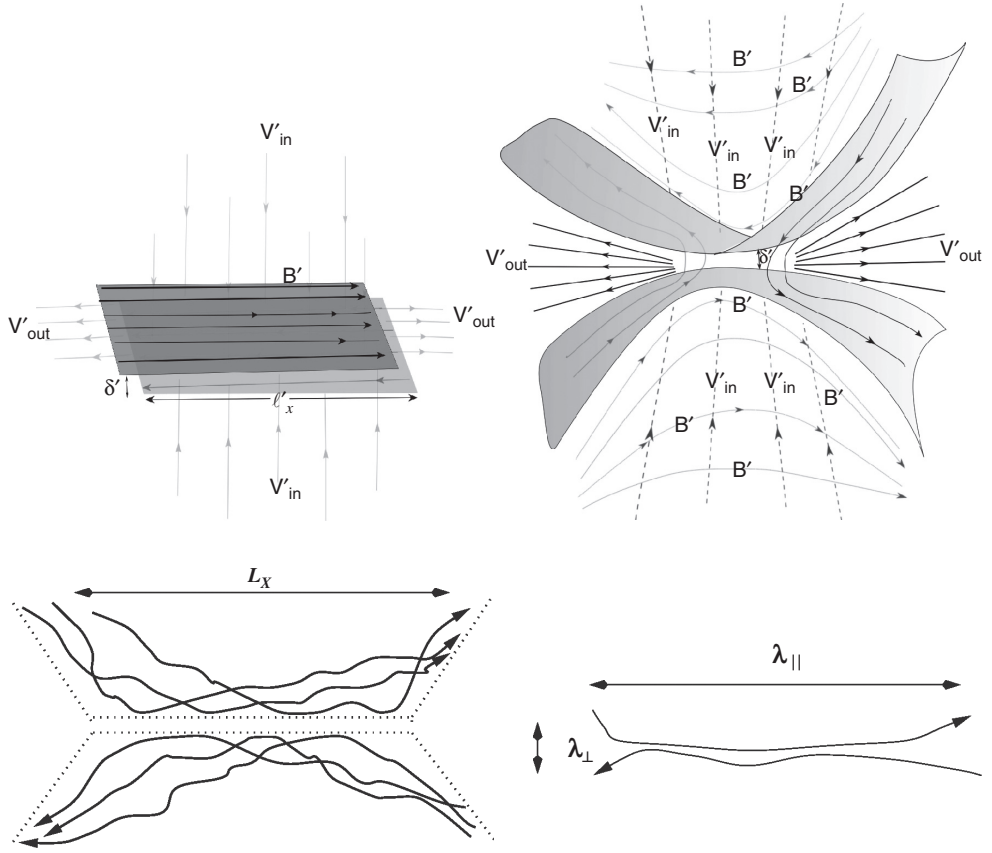 V′in
B′
V′out
V′out
δ′
ℓ′x
V′in
B′
B′
V′in
V′in
V′in
B′
B′
V′out
δ′
V′out
B′
V′in
V′in
B′
B′
B′
LX
λ||
λ⊥